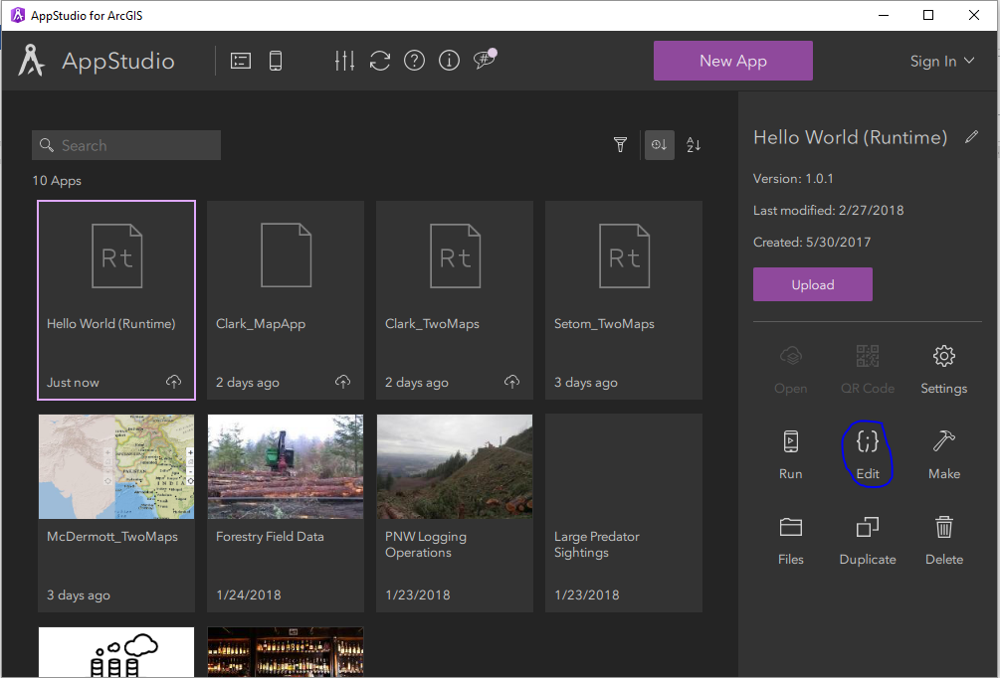 AppStudio for ArcGIS
AppStudio
New App
Sign In
Search
10 Apps
Rt
Hello World (Runtime)
Just now
Clark_MapApp
2 days ago
Rt
Clark_TwoMaps
2 days ago
Rt
Setom_TwoMaps
3 days ago
McDermott_TwoMaps
3 days ago
Forestry Field Data
1/24/2018
PNW Logging
Operations
1/23/2018
Large Predator
Sightings
1/23/2018
Hello World (Runtime)
Version: 1.0.1
Last modified: 2/27/2018
Created: 5/30/2017
Upload
Open
QR Code
Settings
Run
Edit
Make
Files
Duplicate
Delete